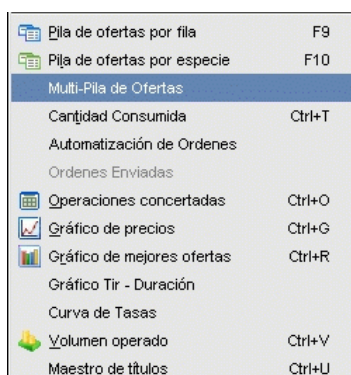 Pila de ofertas por fila F9
Pila de ofertas por especie F10
Multi-Pila de Ofertas
Cantidad Consumida Ctrl+T
Automatización de Ordenes
Ordenes Enviadas
Operaciones concertadas Ctrl+O
Gráfico de precios Ctrl+G
Gráfico de mejores ofertas Ctrl+R
Gráfico Tir - Duración
Curva de Tasas
Volumen operado Ctrl+V
Maestro de títulos Ctrl+U